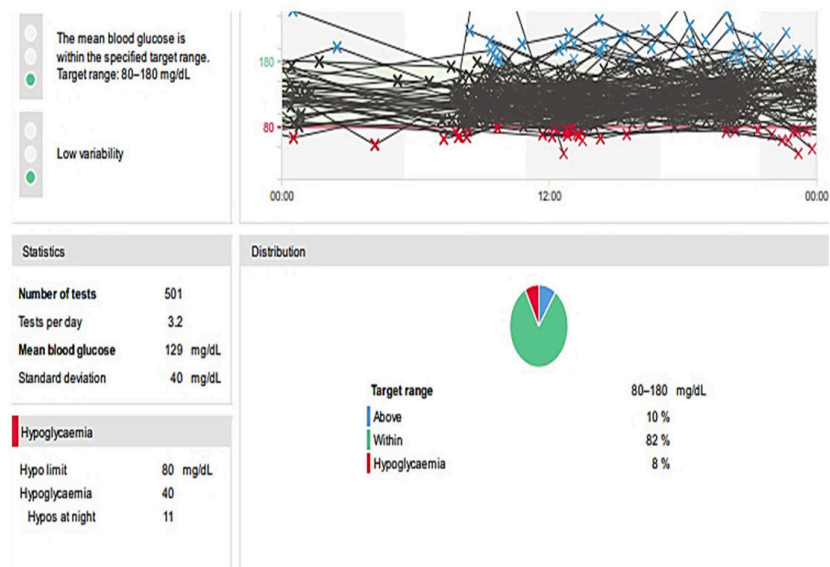 The mean blood glucose is
within the specified target range.
Target range: 80–180 mg/dL
Low variability
180
80
00:00 12:00 00:00
Statistics
Number of tests 501
Tests per day 3.2
Mean blood glucose 129 mg/dL
Standard deviation 40 mg/dL
Hypoglycaemia
Hypo limit 80 mg/dL
Hypoglycaemia 40
Hypos at night 11
Distribution
Target range 80–180 mg/dL
Above 10 %
Within 82 %
Hypoglycaemia 8 %